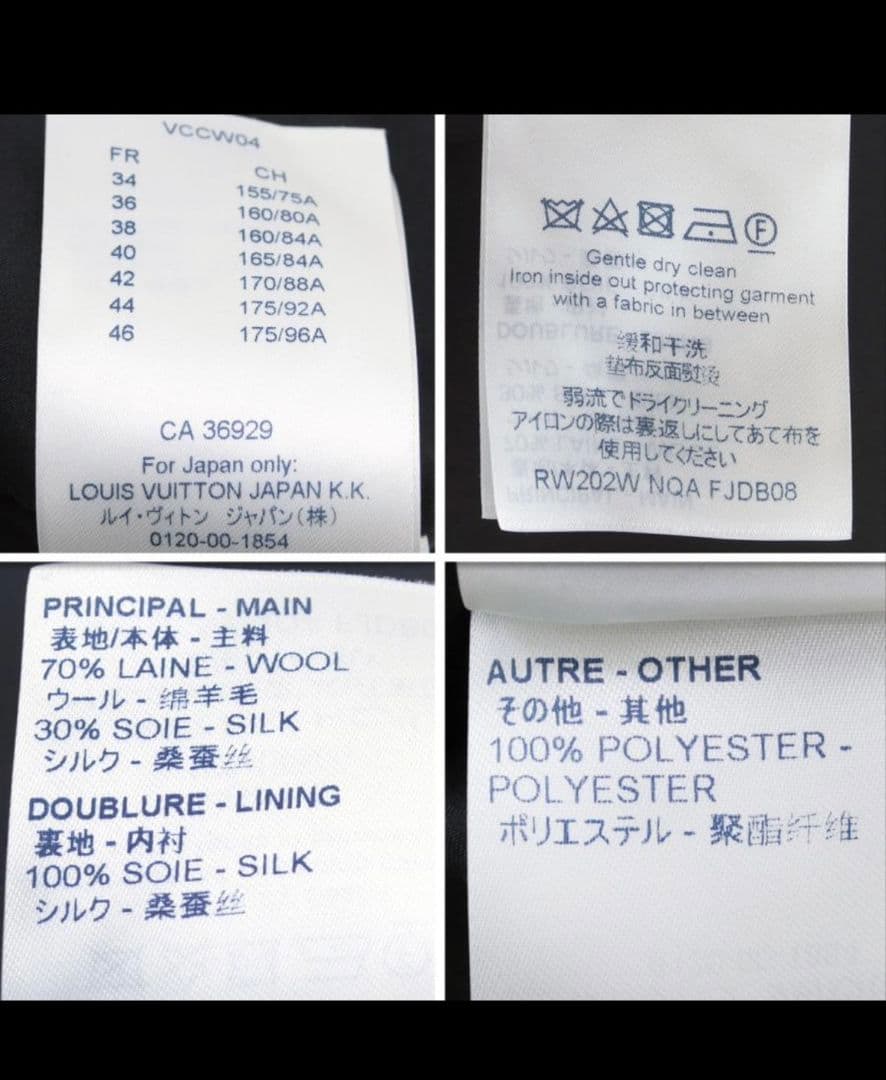 VCCW04
FR CH
34 155/75A
36 160/80A
38 160/84A
40 165/84A
42 170/88A
44 175/92A
46 175/96A
CA 36929
For Japan only:
LOUIS VUITTON JAPAN K.K.
ルイ・ヴィトン ジャパン(株)
0120-00-1854
F
Gentle dry clean
Iron inside out protecting garment
with a fabric in between
缓和干洗
垫布反面熨烫
弱流でドライクリーニング
アイロンの際は裏返しにしてあて布を
使用してください
RW202W NQA FJDB08
PRINCIPAL - MAIN
表地/本体 - 主料
70% LAINE - WOOL
ウール - 绵羊毛
30% SOIE - SILK
シルク - 桑蚕丝
DOUBLURE - LINING
裏地 - 内衬
100% SOIE - SILK
シルク - 桑蚕丝
AUTRE - OTHER
その他 - 其他
100% POLYESTER -
POLYESTER
ポリエステル - 聚酯纤维